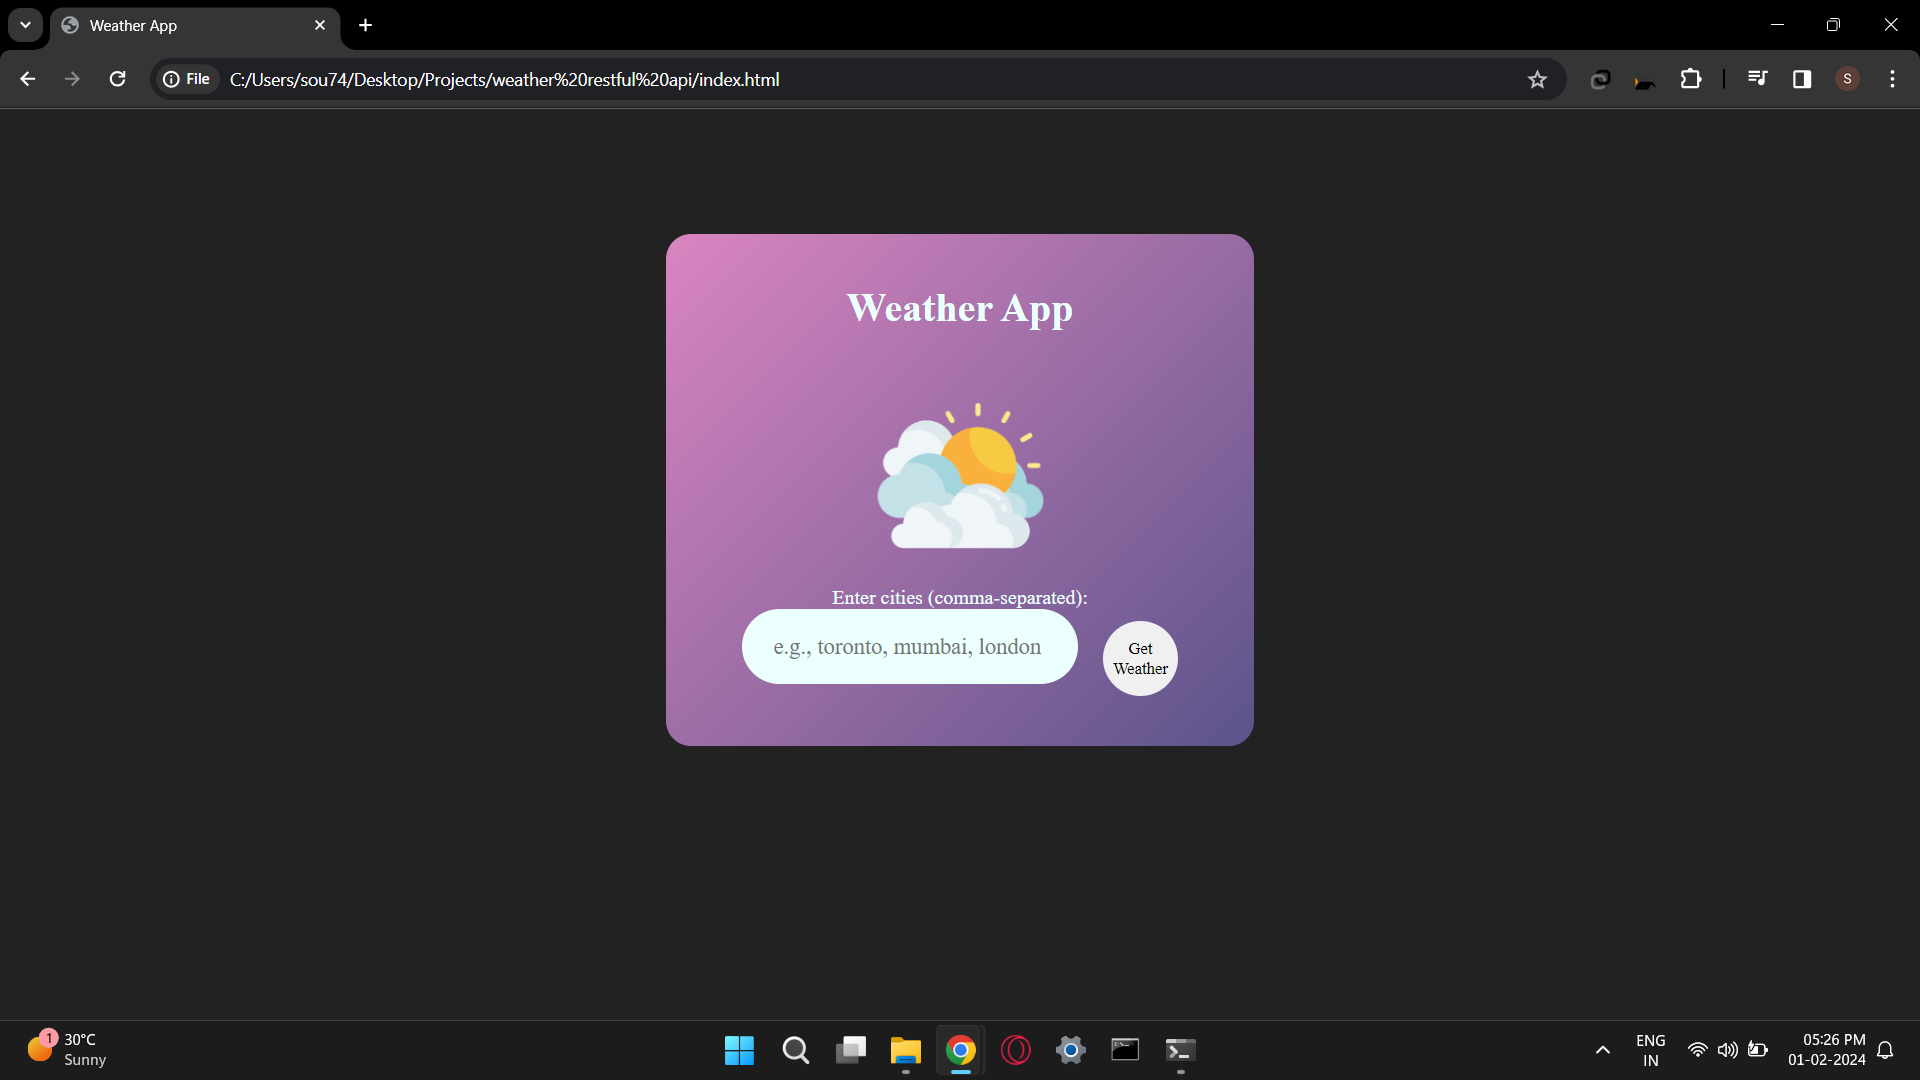 Weather App
File
C:/Users/sou74/Desktop/Projects/weather%20restful%20api/index.html
S
Weather App
Enter cities (comma-separated):
e.g., toronto, mumbai, london
Get
Weather
1
30°C
Sunny
ENG
IN
05:26 PM
01-02-2024